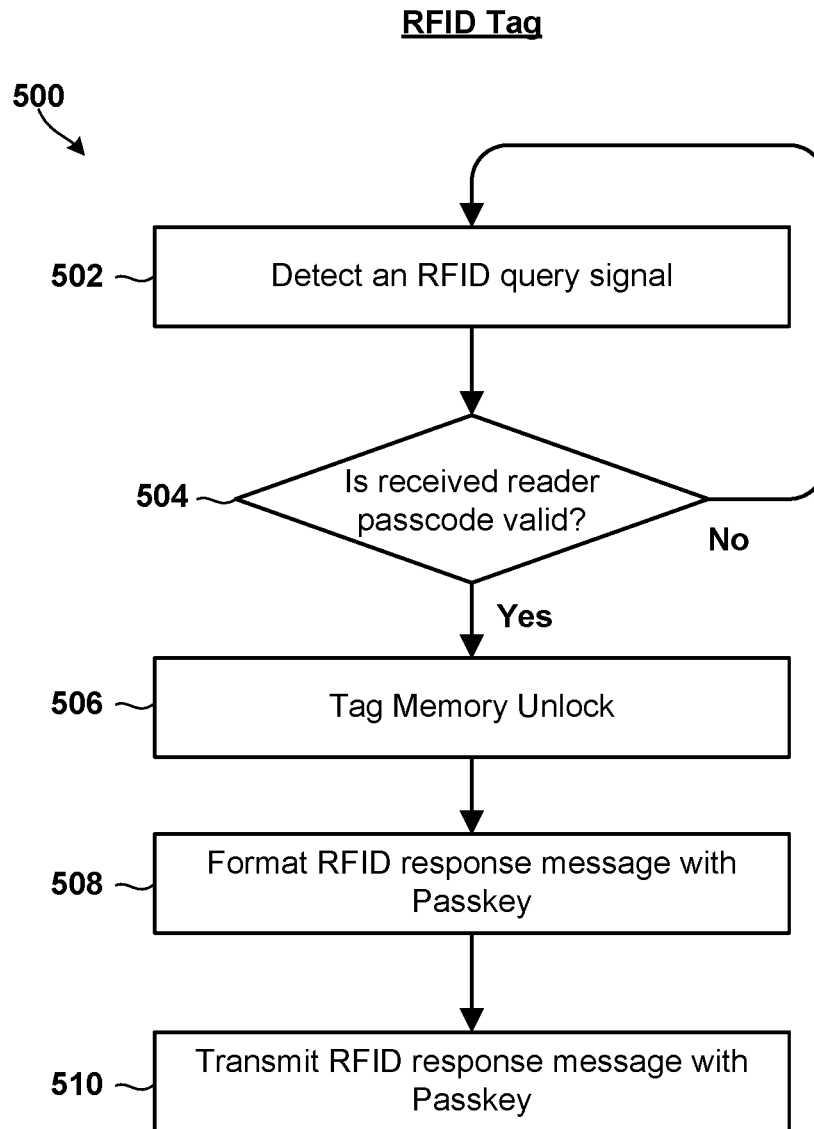 RFID Tag
500
502
Detect an RFID query signal
504
Is received reader
passcode valid?
No
Yes
506
Tag Memory Unlock
508
Format RFID response message with
Passkey
510
Transmit RFID response message with
Passkey